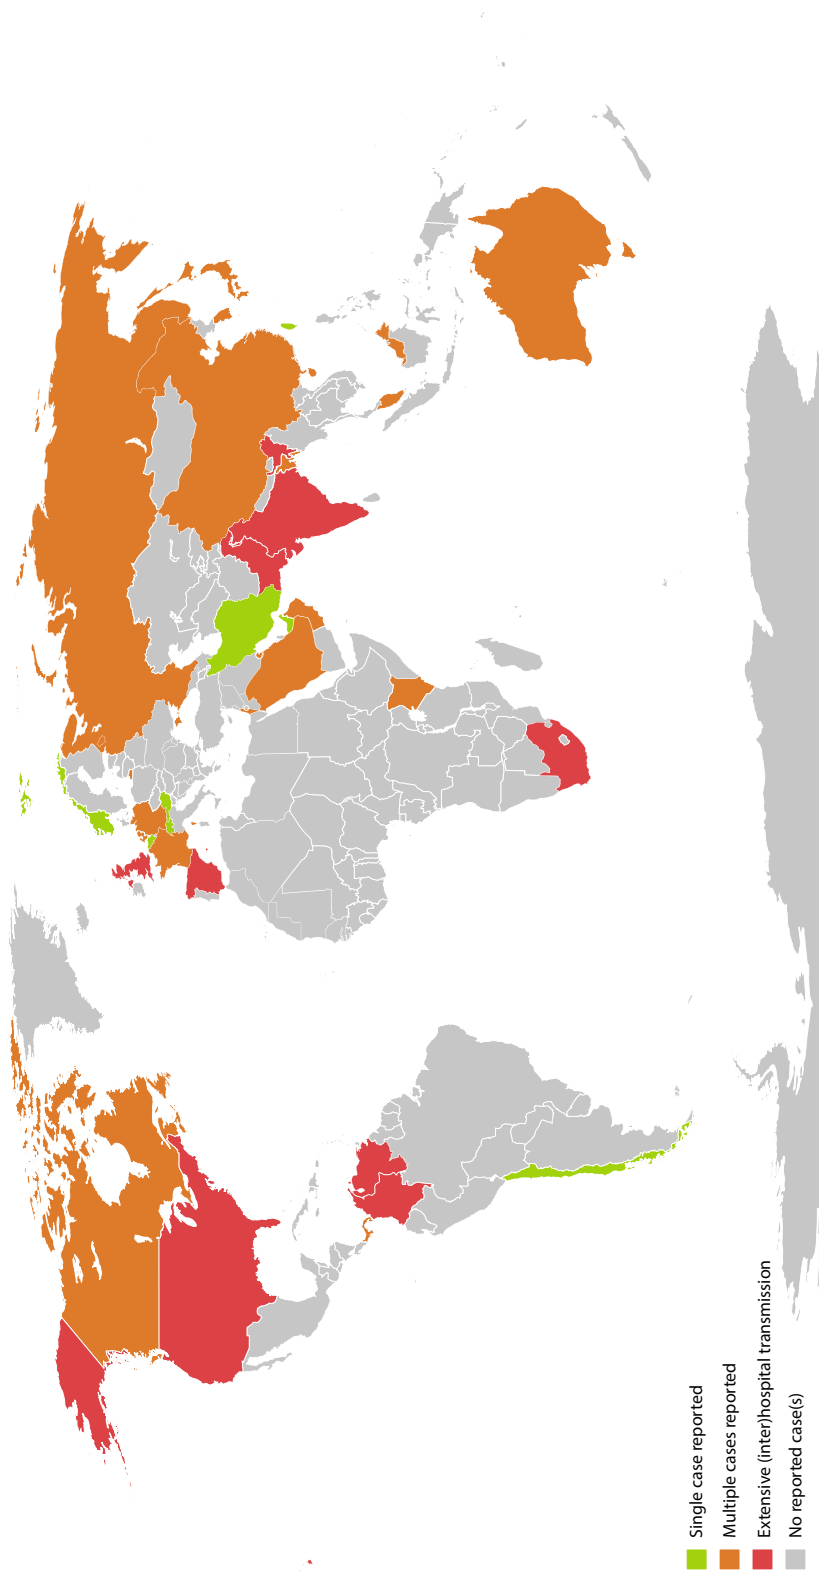 Single case reported
Multiple cases reported
Extensive (inter)hospital transmission
No reported case(s)